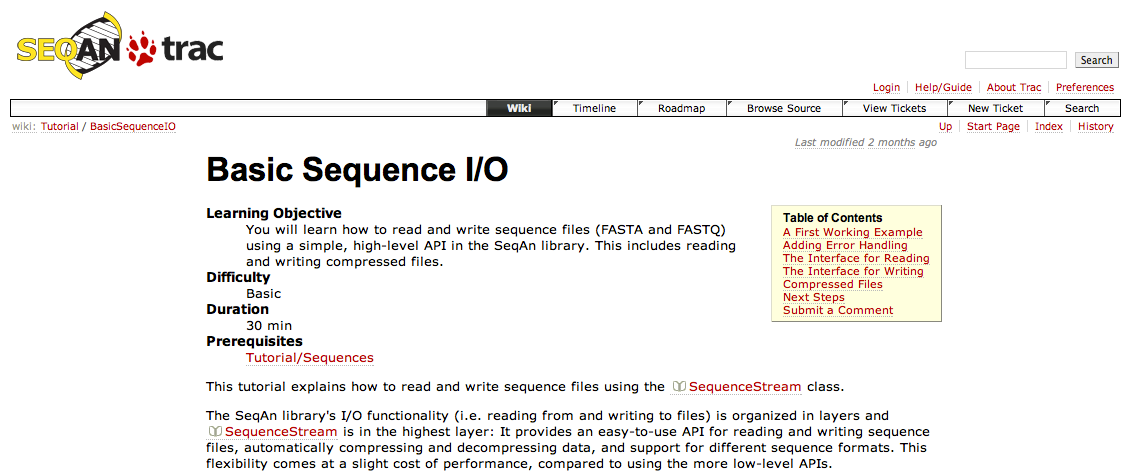 SEQAN trac
Search
Login Help/Guide About Trac Preferences
Wiki Timeline Roadmap Browse Source View Tickets New Ticket Search
wiki: Tutorial / BasicSequenceIO
Up Start Page Index History
Last modified 2 months ago
Basic Sequence I/O
Learning Objective
You will learn how to read and write sequence files (FASTA and FASTQ)
using a simple, high-level API in the SeqAn library. This includes reading
and writing compressed files.
Difficulty
Basic
Duration
30 min
Prerequisites
Tutorial/Sequences
Table of Contents
A First Working Example
Adding Error Handling
The Interface for Reading
The Interface for Writing
Compressed Files
Next Steps
Submit a Comment
This tutorial explains how to read and write sequence files using the SequenceStream class.
The SeqAn library's I/O functionality (i.e. reading from and writing to files) is organized in layers and
SequenceStream is in the highest layer: It provides an easy-to-use API for reading and writing sequence
files, automatically compressing and decompressing data, and support for different sequence formats. This
flexibility comes at a slight cost of performance, compared to using the more low-level APIs.